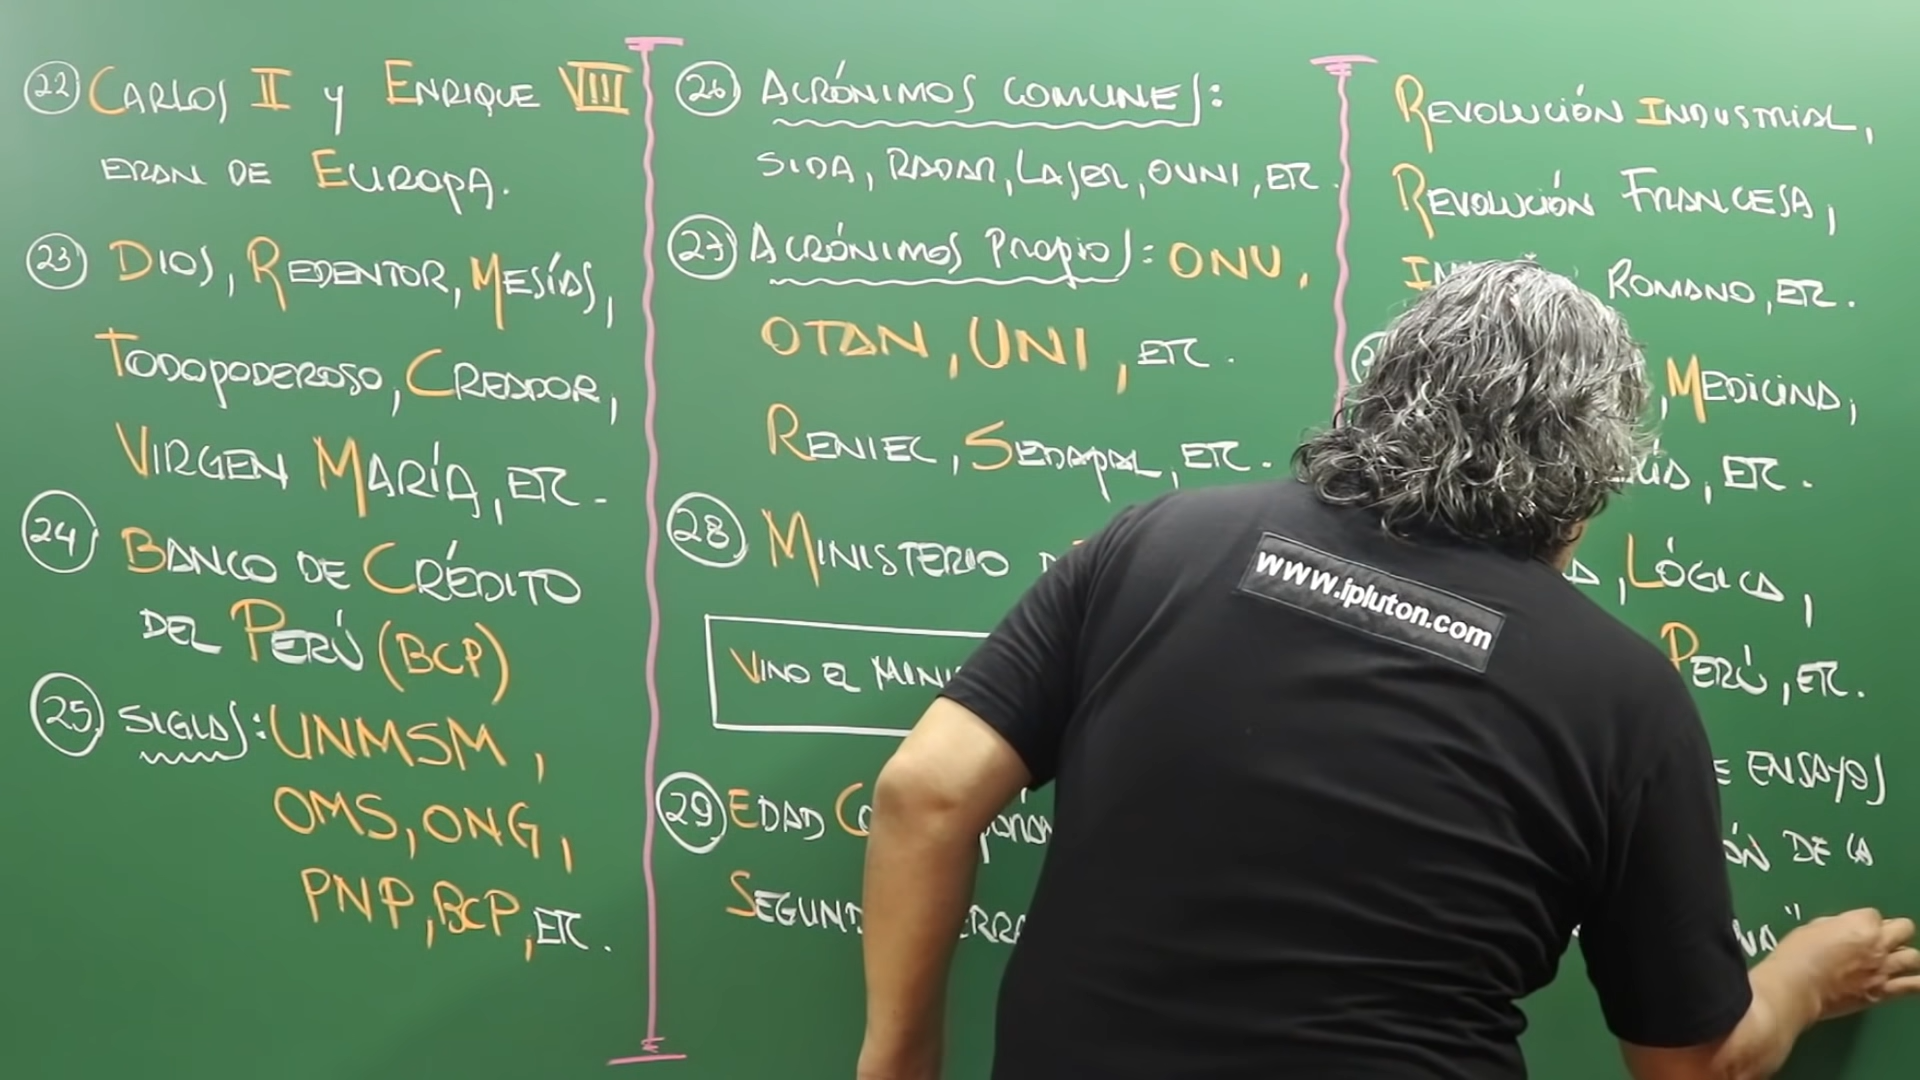 22 CARLOS II y ENRIQUE VIII
ERAN DE EUROPA.
23 DIOS, REDENTOR, MESÍAS,
TODOPODEROSO, CREADOR,
VIRGEN MARÍA, ETC.
24 BANCO DE CRÉDITO
DEL PERÚ (BCP)
25 SIGLAS: UNMSM,
OMS, ONG,
PNP, BCP, ETC.
26 ACRÓNIMOS COMUNES:
SIDA, RADAR, LASER, OVNI, ETC.
27 ACRÓNIMOS PROPIOS: ONU,
OTAN, UNI, ETC.
RENIEC, SEDAPAL, ETC.
28 MINISTERIO
VINO EL MINI
29 EDAD
SEGUND
REVOLUCIÓN INDUSTRIAL,
REVOLUCIÓN FRANCESA,
ROMANO, ETC.
, MEDICINA,
, ETC.
, LÓGICA,
PERÚ, ETC.
ENSAYOS
DE LA
www.ipluton.com